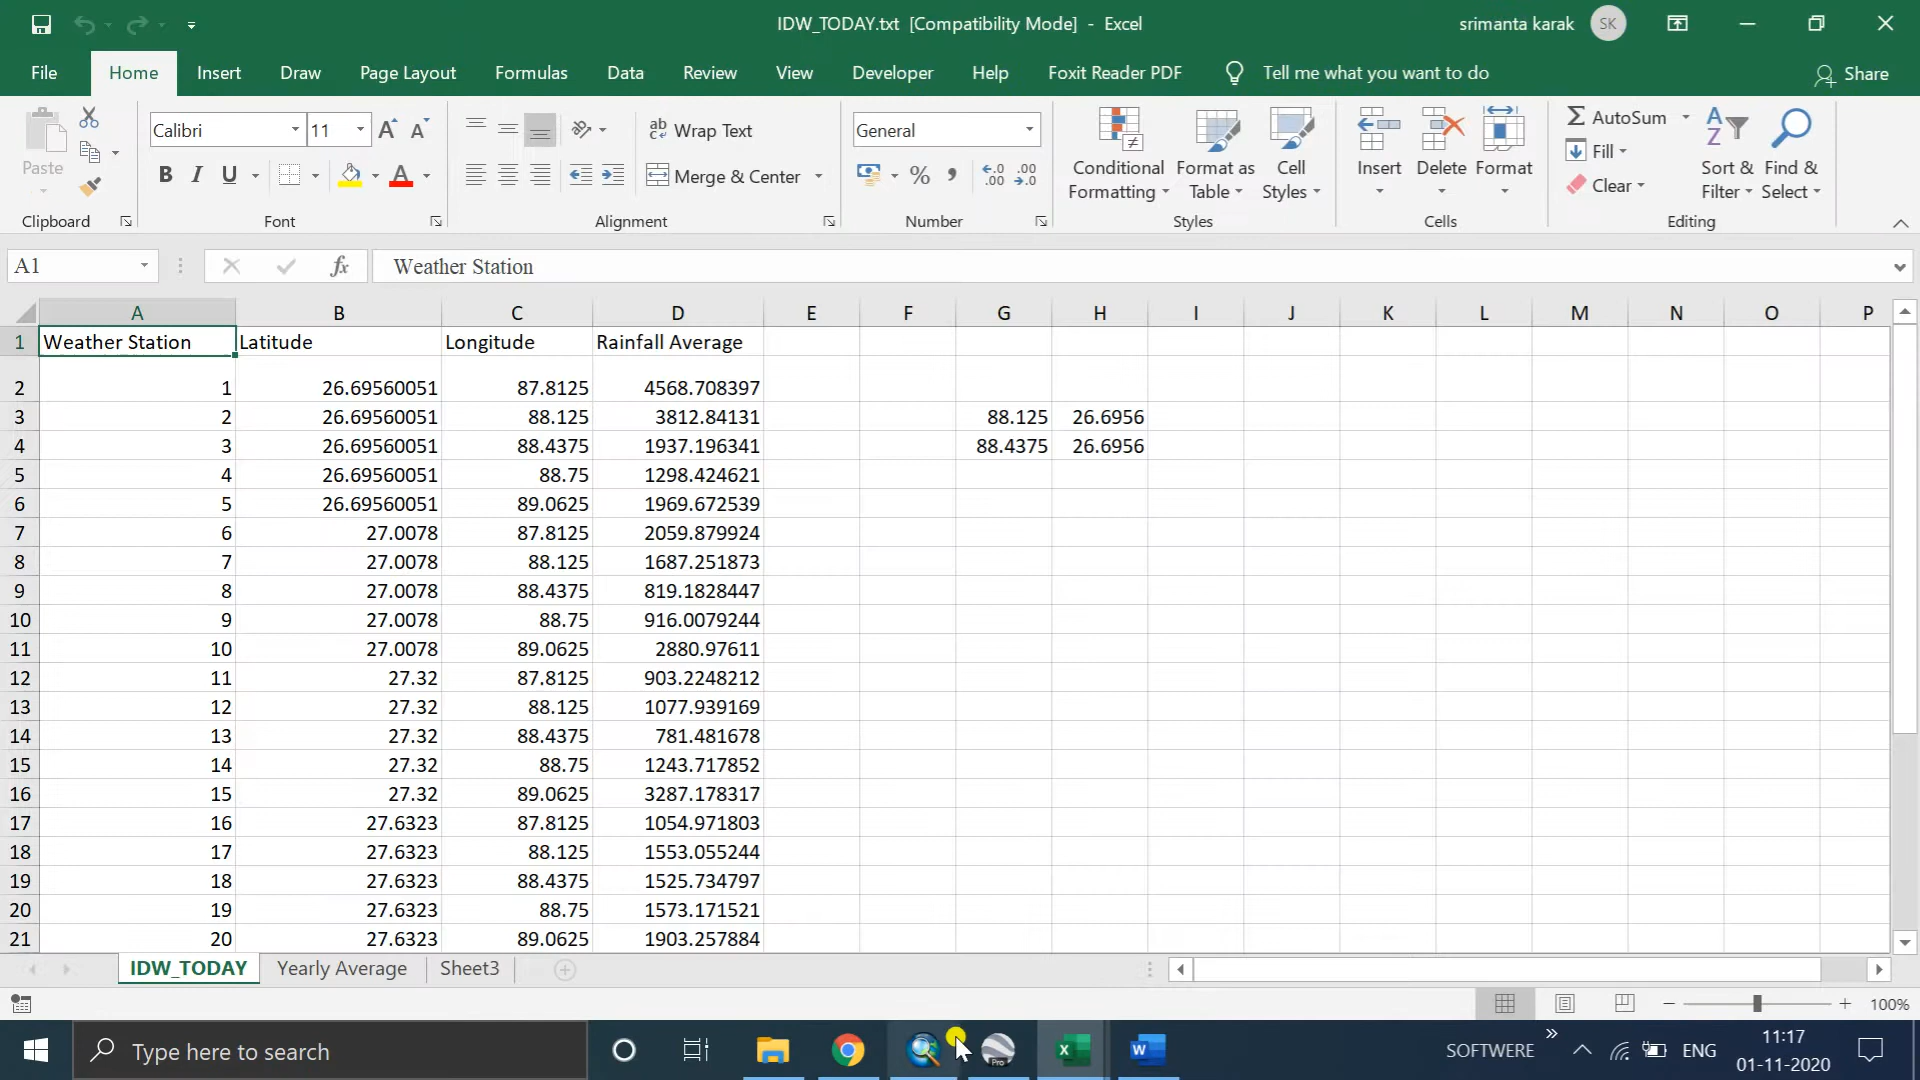 IDW_TODAY.txt [Compatibility Mode] - Excel
srimanta karak SK
File Home Insert Draw Page Layout Formulas Data Review View Developer Help Foxit Reader PDF Tell me what you want to do Share
Calibri 11 Wrap Text General AutoSum
Paste Conditional Formatting Format as Table Cell Styles Insert Delete Format Fill Sort & Filter Find & Select
B I U Merge & Center % Clear
Clipboard Font Alignment Number Styles Cells Editing
A1 fx Weather Station
A B C D E F G H I J K L M N O P
1 Weather Station Latitude Longitude Rainfall Average
2 1 26.69560051 87.8125 4568.708397
3 2 26.69560051 88.125 3812.84131 88.125 26.6956
4 3 26.69560051 88.4375 1937.196341 88.4375 26.6956
5 4 26.69560051 88.75 1298.424621
6 5 26.69560051 89.0625 1969.672539
7 6 27.0078 87.8125 2059.879924
8 7 27.0078 88.125 1687.251873
9 8 27.0078 88.4375 819.1828447
10 9 27.0078 88.75 916.0079244
11 10 27.0078 89.0625 2880.97611
12 11 27.32 87.8125 903.2248212
13 12 27.32 88.125 1077.939169
14 13 27.32 88.4375 781.481678
15 14 27.32 88.75 1243.717852
16 15 27.32 89.0625 3287.178317
17 16 27.6323 87.8125 1054.971803
18 17 27.6323 88.125 1553.055244
19 18 27.6323 88.4375 1525.734797
20 19 27.6323 88.75 1573.171521
21 20 27.6323 89.0625 1903.257884
IDW_TODAY Yearly Average Sheet3
100%
Type here to search SOFTWERE ENG 11:17
01-11-2020